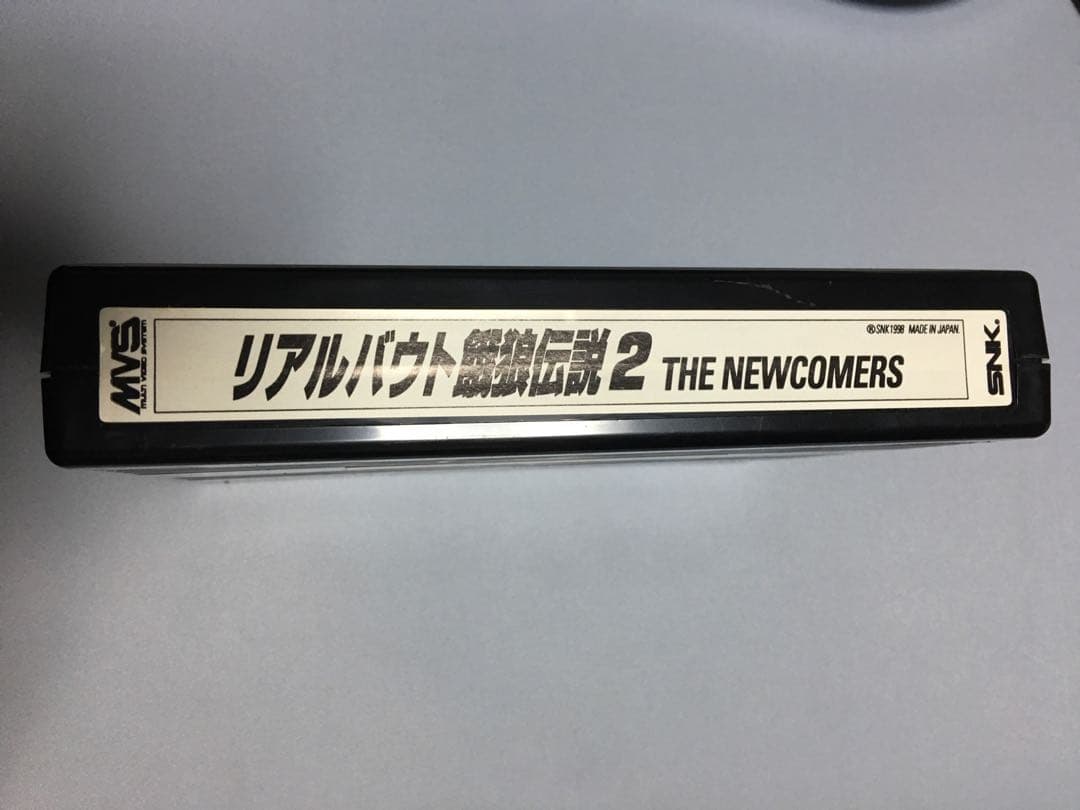 MVS
MULTI VIDEO SYSTEM
リアルバウト餓狼伝説2 THE NEWCOMERS
®SNK1998 MADE IN JAPAN.
SNK.